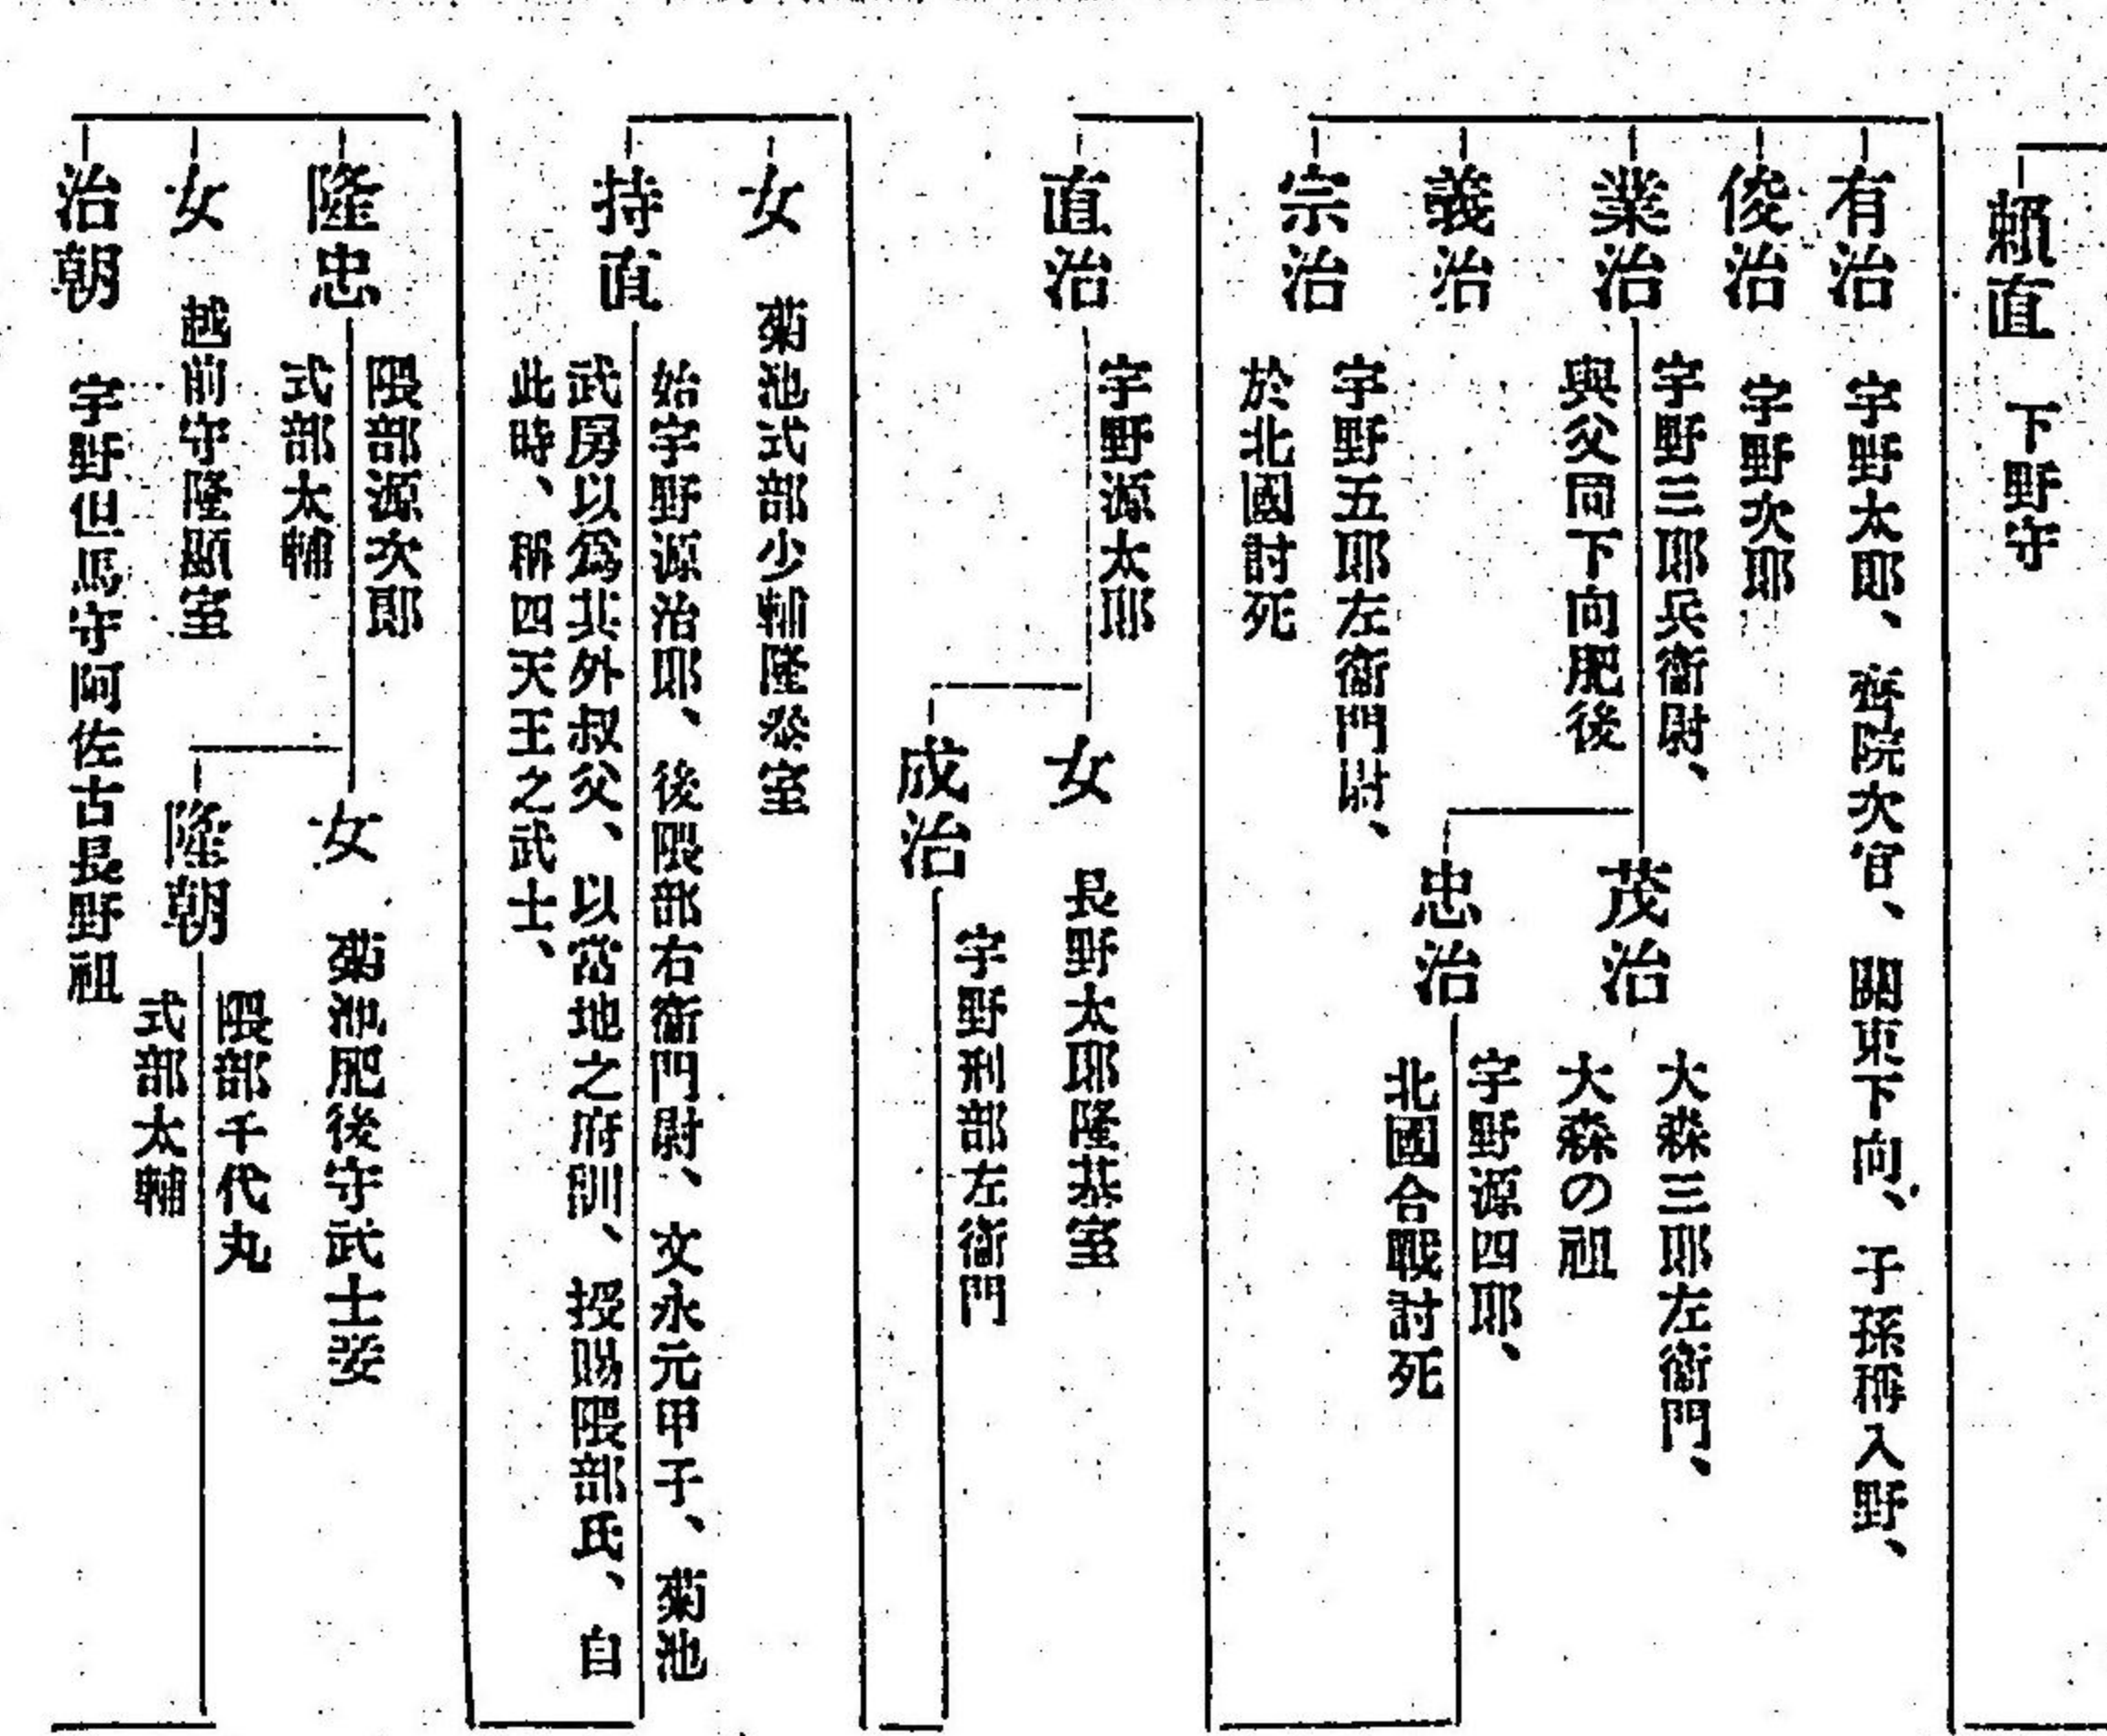 賴直
下野守
有治
宇野太郎、齊院次官、關東下向、子孫稱入野、
俊治
宇野次郎
業治
宇野三郎兵衞尉、
與父同下向肥後
茂治
大森三郎左衞門、
大森の祖
忠治
宇野源四郎、
北國合戰討死
義治
宗治
宇野五郎左衞門尉、
於北國討死
直治
宇野源太郎
女
長野太郎隆基室
成治
宇野刑部左衞門
女
菊池式部少輔隆泰室
持直
始宇野源治郎、後隈部右衞門尉、文永元甲子、菊池
武房以爲其外叔父、以當地之府訓、授賜隈部氏、自
此時、稱四天王之武士、
隆忠
隈部源次郎
式部太輔
女
菊池肥後守武士妾
隆朝
隈部千代丸
式部太輔
女
越前守隆顯室
治朝
宇野但馬守阿佐古長野祖